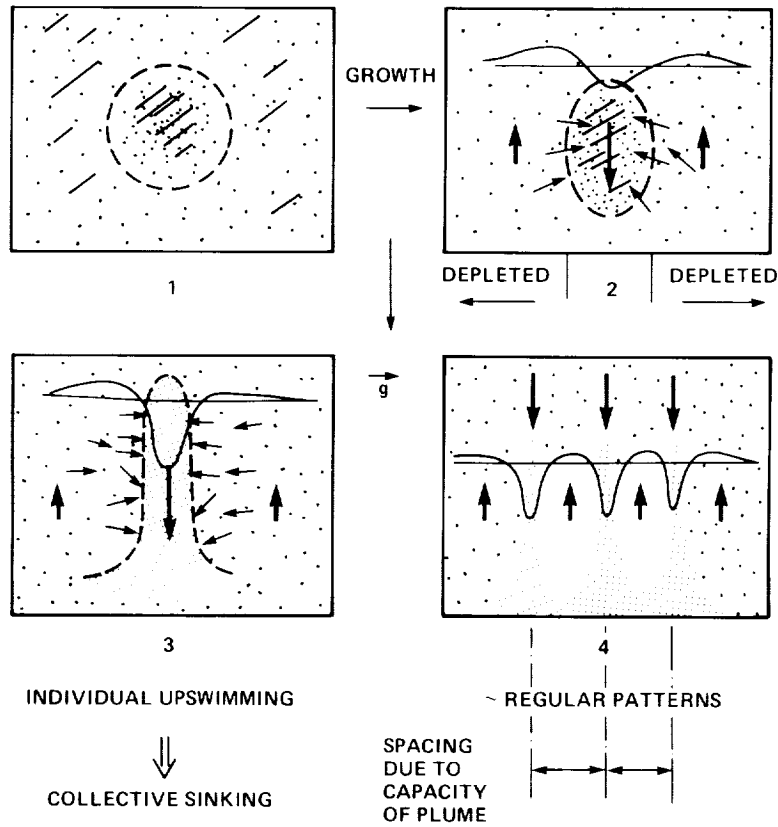 GROWTH
1
DEPLETED
2
DEPLETED
g
3
4
INDIVIDUAL UPSWIMMING
COLLECTIVE SINKING
~ REGULAR PATTERNS
SPACING
DUE TO
CAPACITY
OF PLUME